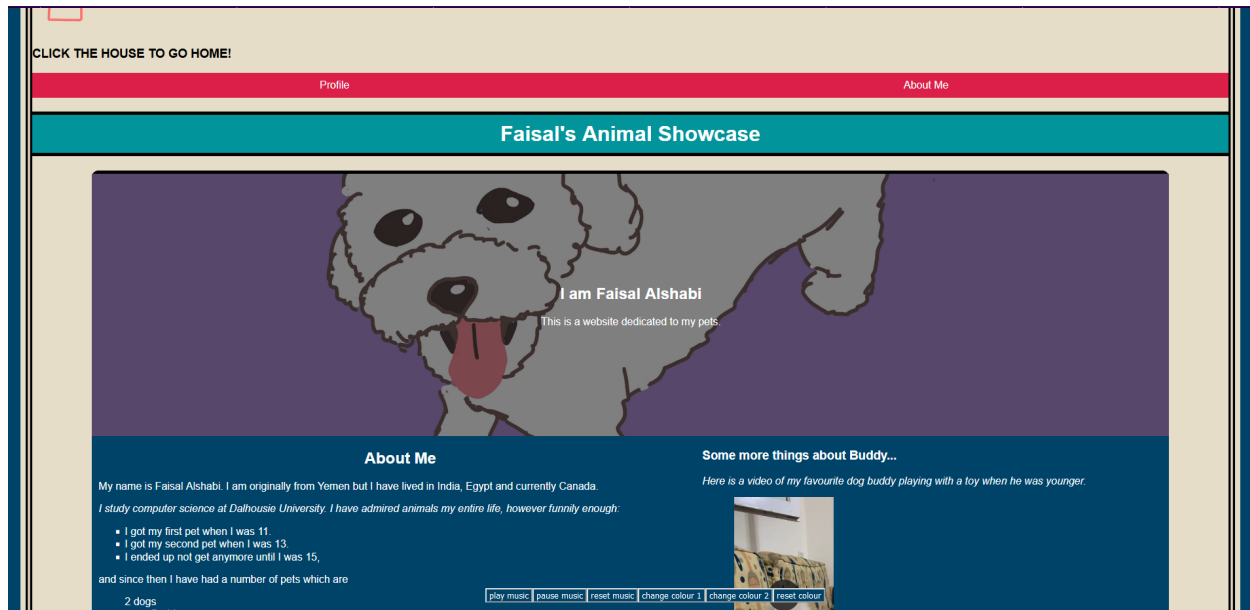 CLICK THE HOUSE TO GO HOME!
Profile
About Me
Faisal's Animal Showcase
I am Faisal Alshabi
This is a website dedicated to my pets.
About Me
My name is Faisal Alshabi. I am originally from Yemen but I have lived in India, Egypt and currently Canada.
I study computer science at Dalhousie University. I have admired animals my entire life, however funnily enough:
I got my first pet when I was 11.
I got my second pet when I was 13.
I ended up not get anymore until I was 15,
and since then I have had a number of pets which are
2 dogs
Some more things about Buddy...
Here is a video of my favourite dog buddy playing with a toy when he was younger.
play music pause music reset music change colour 1 change colour 2 reset colour